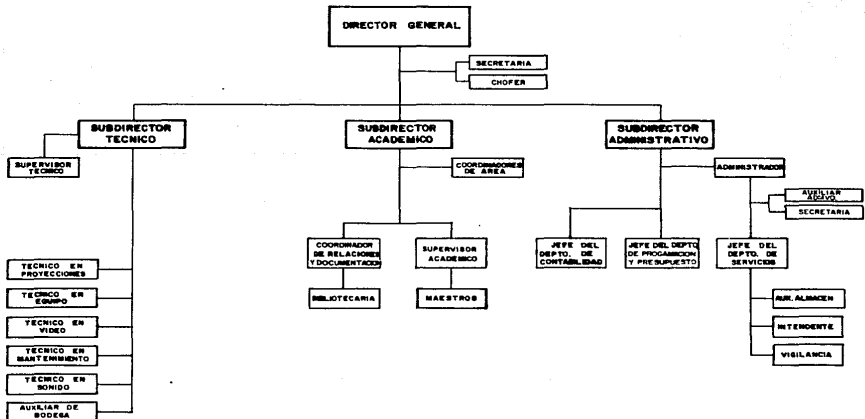 DIRECTOR GENERAL
SECRETARIA
CHOFER
SUBDIRECTOR
TECNICO
SUBDIRECTOR
ACADEMICO
SUBDIRECTOR
ADMINISTRATIVO
SUPERVISOR
TECNICO
COORDINADORES
DE AREA
ADMINISTRADOR
AUXILIAR
ADMVO.
SECRETARIA
COORDINADOR
DE RELACIONES
Y DOCUMENTACION
SUPERVISOR
ACADEMICO
JEFE DEL
DEPTO. DE
CONTABILIDAD
JEFE DEL DEPTO.
DE PROGAMACION
Y PRESUPUESTO
JEFE DEL
DEPTO. DE
SERVICIOS
BIBLIOTECARIA
MAESTROS
AUX. ALMACEN
INTENDENTE
VIGILANCIA
TECNICO EN
PROYECCIONES
TECNICO EN
EQUIPO
TECNICO EN
VIDEO
TECNICO EN
MANTENIMIENTO
TECNICO EN
SONIDO
AUXILIAR DE
BODEGA